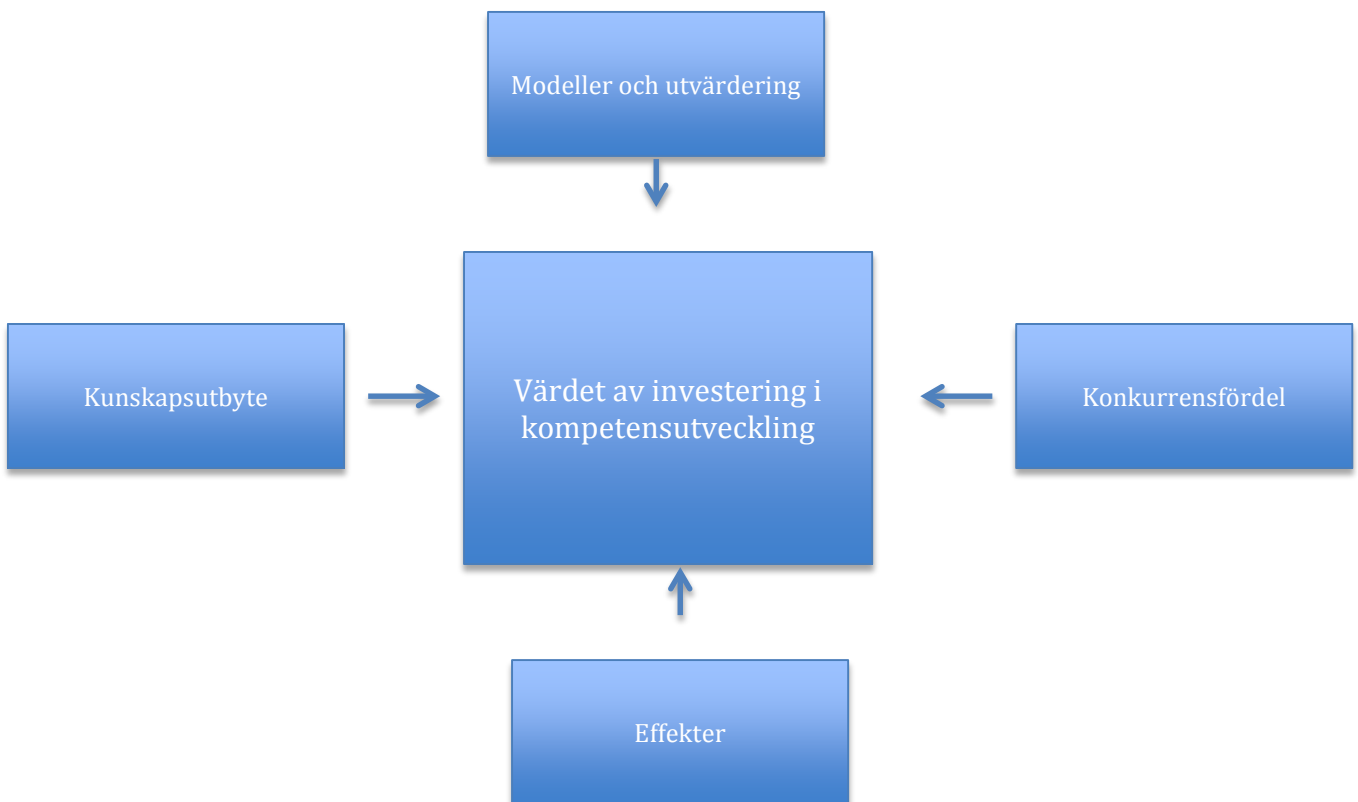 Modeller och utvärdering
Kunskapsutbyte
Värdet av investering i
kompetensutveckling
Konkurrensfördel
Effekter